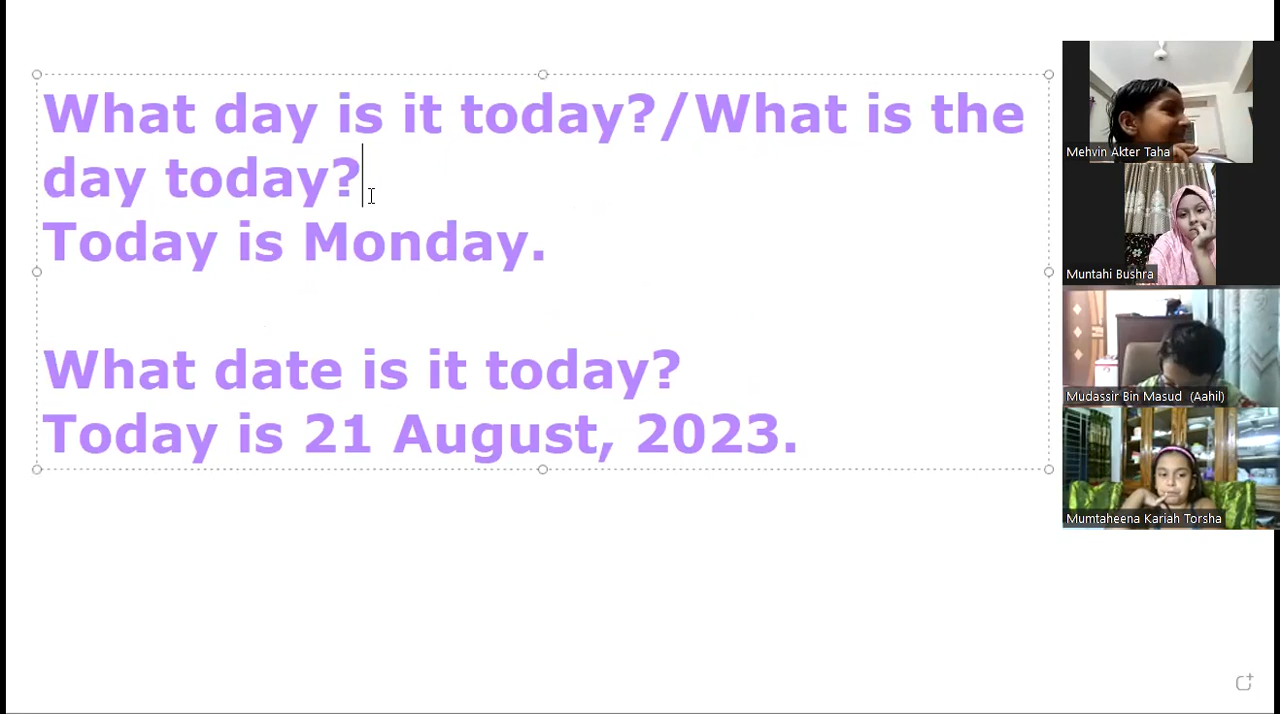 What day is it today?/What is the
day today?
Today is Monday.
What date is it today?
Today is 21 August, 2023.
Mehvin Akter Taha
Muntahi Bushra
Mudassir Bin Masud (Aahil)
Mumtaheena Kariah Torsha